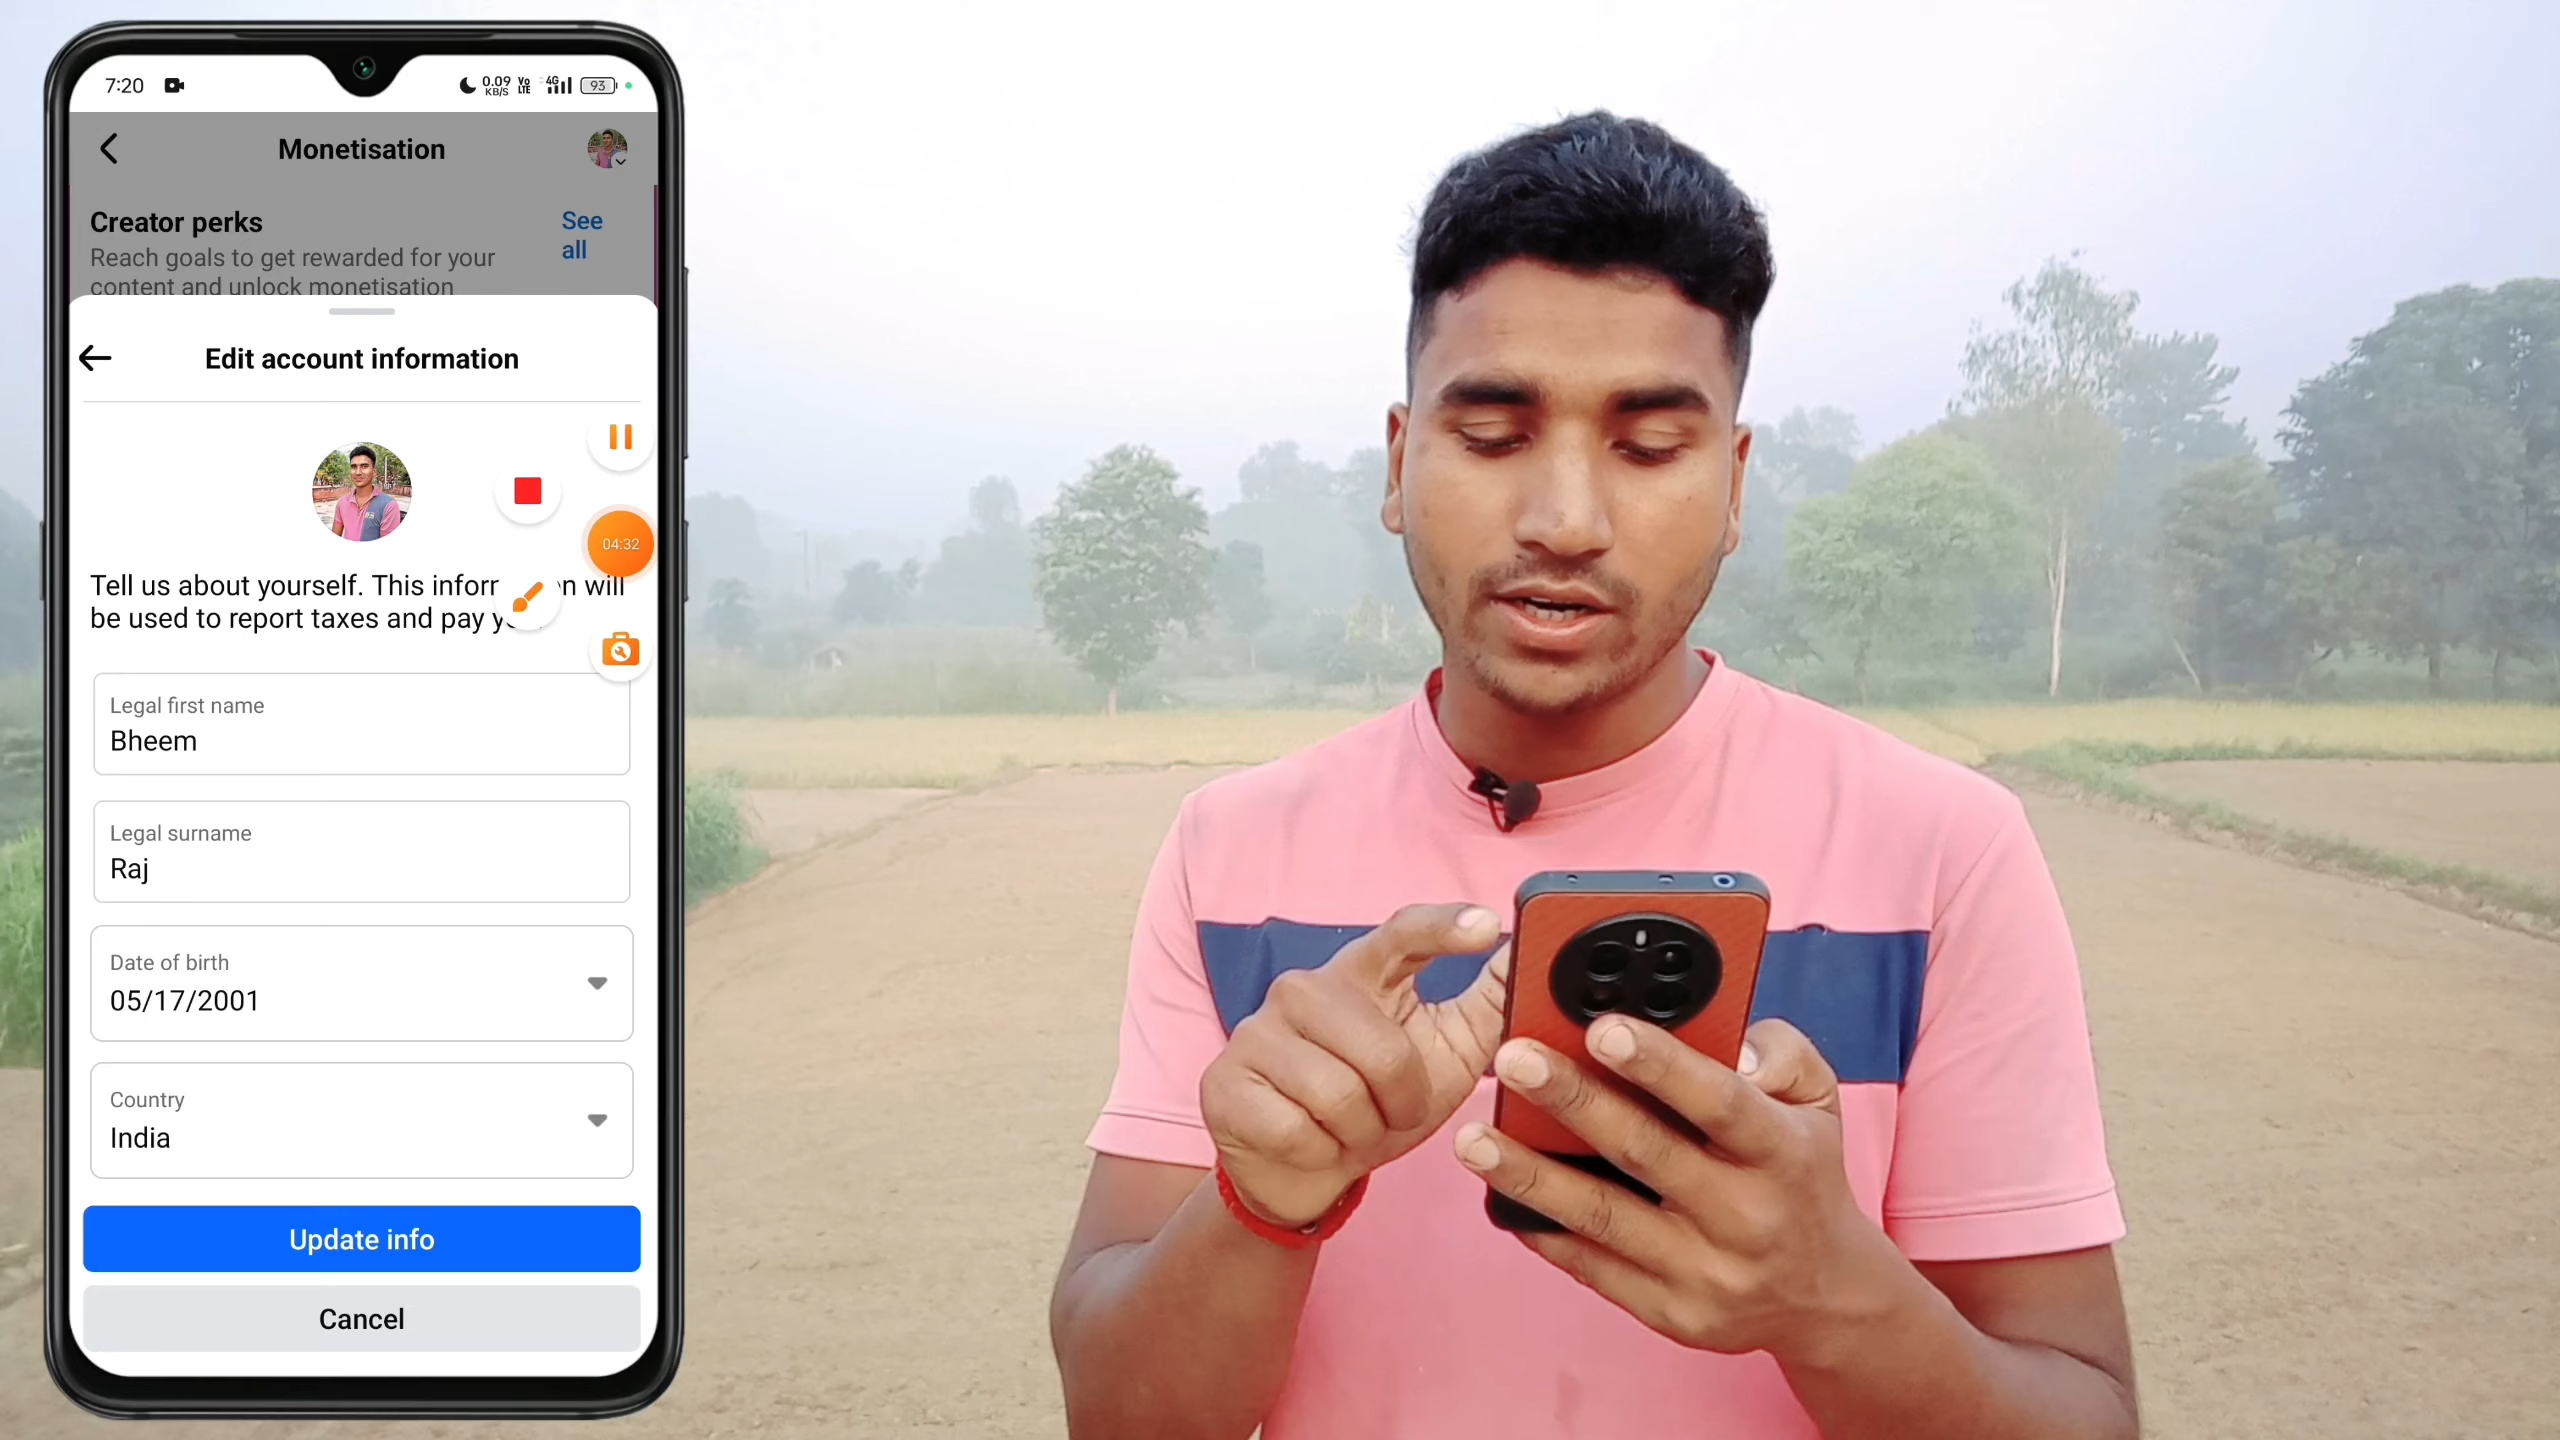 7:20
0.09 KB/S Vo LTE 4G 93
Monetisation
Creator perks
See all
Reach goals to get rewarded for your
content and unlock monetisation
Edit account information
04:32
Tell us about yourself. This inforr n will
be used to report taxes and pay
Legal first name
Bheem
Legal surname
Raj
Date of birth
05/17/2001
Country
India
Update info
Cancel